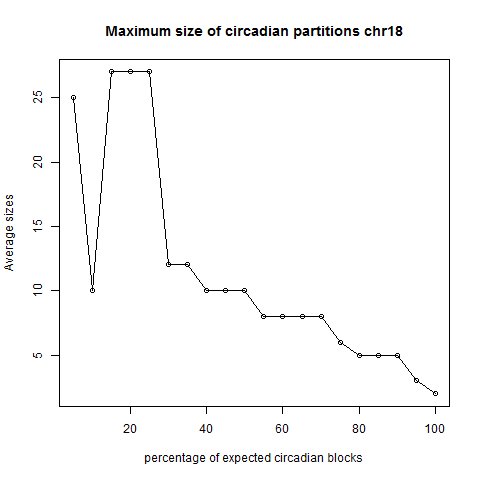 Maximum size of circadian partitions chr18
Average sizes
25
20
15
10
5
20 40 60 80 100
percentage of expected circadian blocks